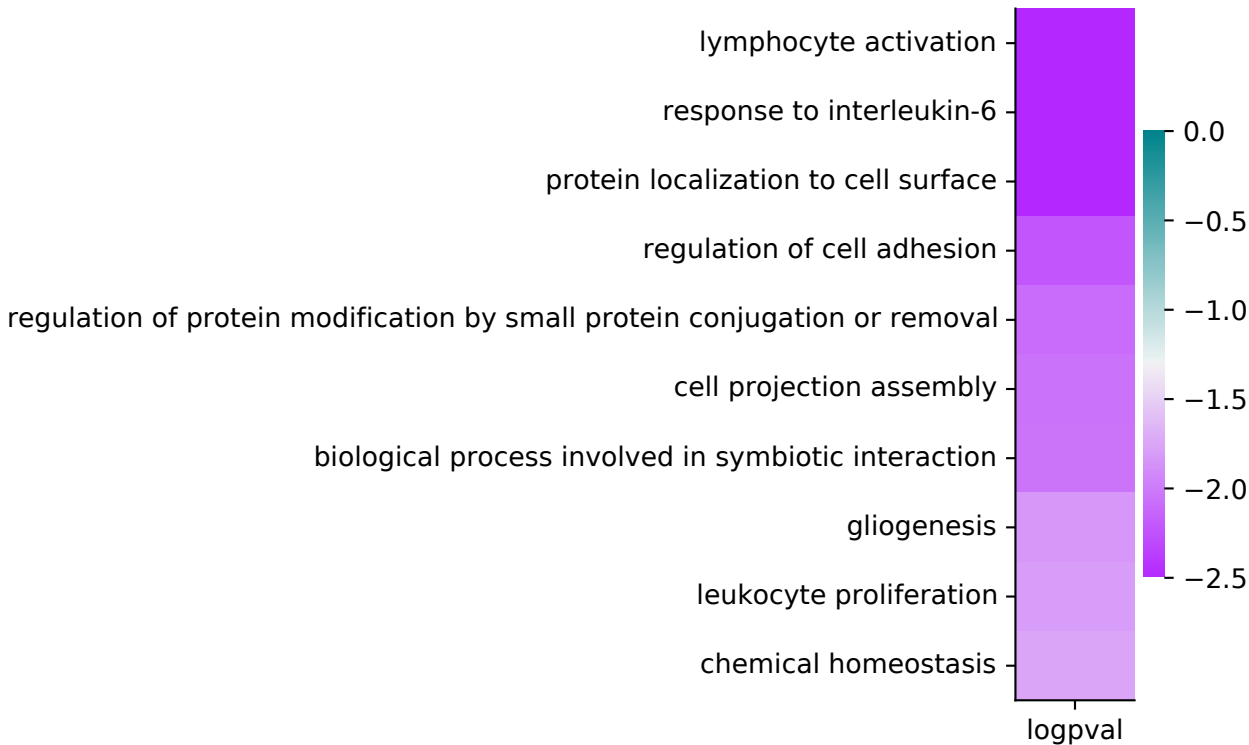 lymphocyte activation
response to interleukin-6
protein localization to cell surface
regulation of cell adhesion
regulation of protein modification by small protein conjugation or removal
cell projection assembly
biological process involved in symbiotic interaction
gliogenesis
leukocyte proliferation
chemical homeostasis
logpval
0.0
−0.5
−1.0
−1.5
−2.0
−2.5